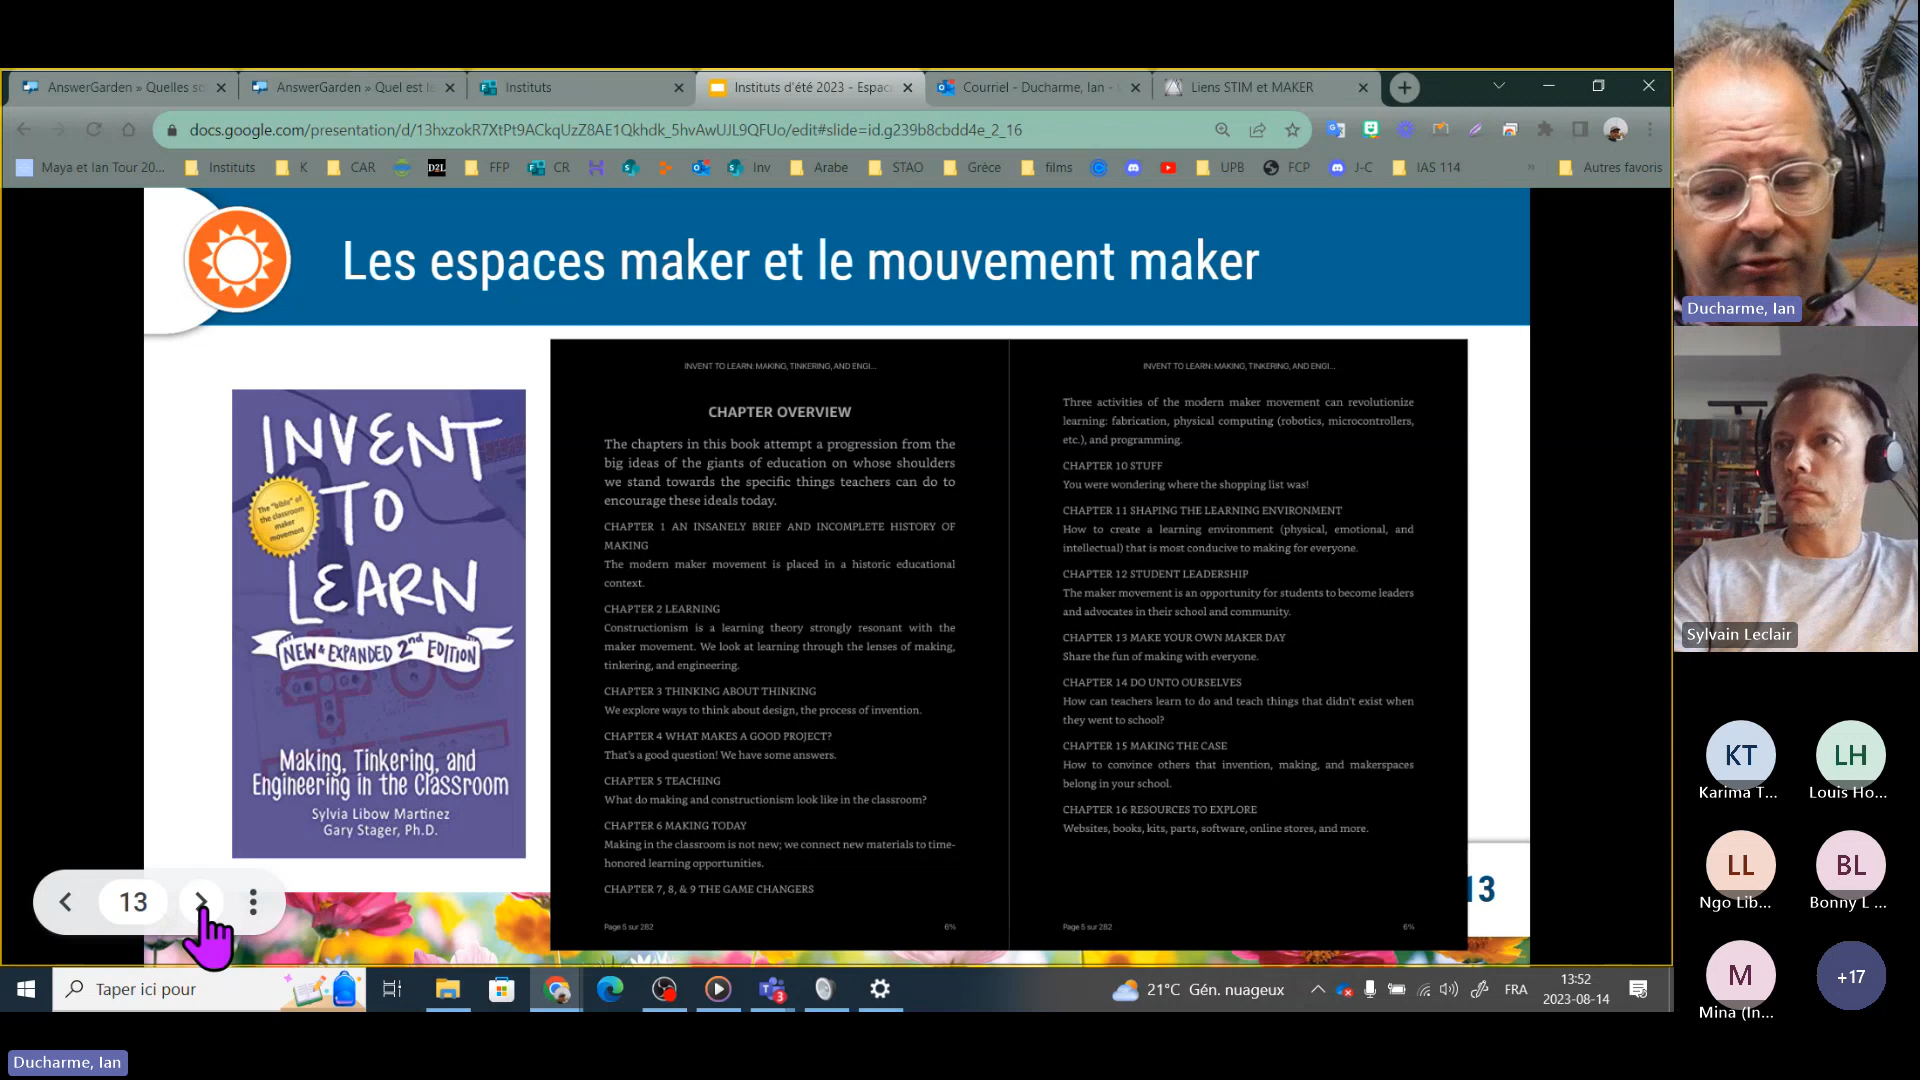 AnswerGarden » Quelles so
AnswerGarden » Quel est l
Instituts
Instituts d'été 2023 - Espac
Courriel - Ducharme, Ian -
Liens STIM et MAKER
docs.google.com/presentation/d/13hxzokR7XtPt9ACkqUzZ8AE1Qkhdk_5hvAwUJL9QFUo/edit#slide=id.g239b8cbdd4e_2_16
Maya et Ian Tour 20...
Instituts
K
CAR
D2L
FFP
CR
Inv
Arabe
STAO
Grèce
films
UPB
FCP
J-C
IAS 114
»
Autres favoris
Les espaces maker et le mouvement maker
INVENT
TO
LEARN
The "bible" of
the classroom
maker
movement
NEW & EXPANDED 2nd EDITION
Making, Tinkering, and
Engineering in the Classroom
Sylvia Libow Martinez
Gary Stager, Ph.D.
INVENT TO LEARN: MAKING, TINKERING, AND ENGI...
CHAPTER OVERVIEW
The chapters in this book attempt a progression from the
big ideas of the giants of education on whose shoulders
we stand towards the specific things teachers can do to
encourage these ideals today.
CHAPTER 1 AN INSANELY BRIEF AND INCOMPLETE HISTORY OF
MAKING
The modern maker movement is placed in a historic educational
context.
CHAPTER 2 LEARNING
Constructionism is a learning theory strongly resonant with the
maker movement. We look at learning through the lenses of making,
tinkering, and engineering.
CHAPTER 3 THINKING ABOUT THINKING
We explore ways to think about design, the process of invention.
CHAPTER 4 WHAT MAKES A GOOD PROJECT?
That's a good question! We have some answers.
CHAPTER 5 TEACHING
What do making and constructionism look like in the classroom?
CHAPTER 6 MAKING TODAY
Making in the classroom is not new; we connect new materials to time-
honored learning opportunities.
CHAPTER 7, 8, & 9 THE GAME CHANGERS
Page 5 sur 282
6%
INVENT TO LEARN: MAKING, TINKERING, AND ENGI...
Three activities of the modern maker movement can revolutionize
learning: fabrication, physical computing (robotics, microcontrollers,
etc.), and programming.
CHAPTER 10 STUFF
You were wondering where the shopping list was!
CHAPTER 11 SHAPING THE LEARNING ENVIRONMENT
How to create a learning environment (physical, emotional, and
intellectual) that is most conducive to making for everyone.
CHAPTER 12 STUDENT LEADERSHIP
The maker movement is an opportunity for students to become leaders
and advocates in their school and community.
CHAPTER 13 MAKE YOUR OWN MAKER DAY
Share the fun of making with everyone.
CHAPTER 14 DO UNTO OURSELVES
How can teachers learn to do and teach things that didn't exist when
they went to school?
CHAPTER 15 MAKING THE CASE
How to convince others that invention, making, and makerspaces
belong in your school.
CHAPTER 16 RESOURCES TO EXPLORE
Websites, books, kits, parts, software, online stores, and more.
Page 5 sur 282
6%
13
13
Taper ici pour
3
21°C Gén. nuageux
FRA
13:52
2023-08-14
Ducharme, Ian
Sylvain Leclair
KT
Karima T...
LH
Louis Ho...
LL
Ngo Lib...
BL
Bonny L ...
M
Mina (In...
+17
Ducharme, Ian